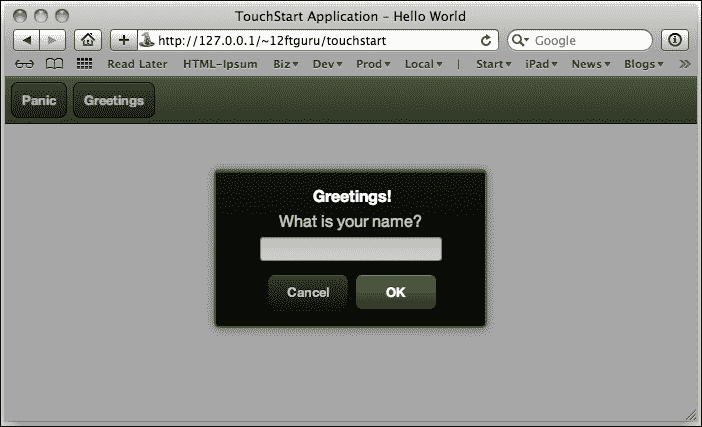 TouchStart Application – Hello World
http://127.0.0.1/~12ftguru/touchstart
Google
Read Later HTML-Ipsum Biz Dev Prod Local | Start iPad News Blogs
Panic Greetings
Greetings!
What is your name?
Cancel OK